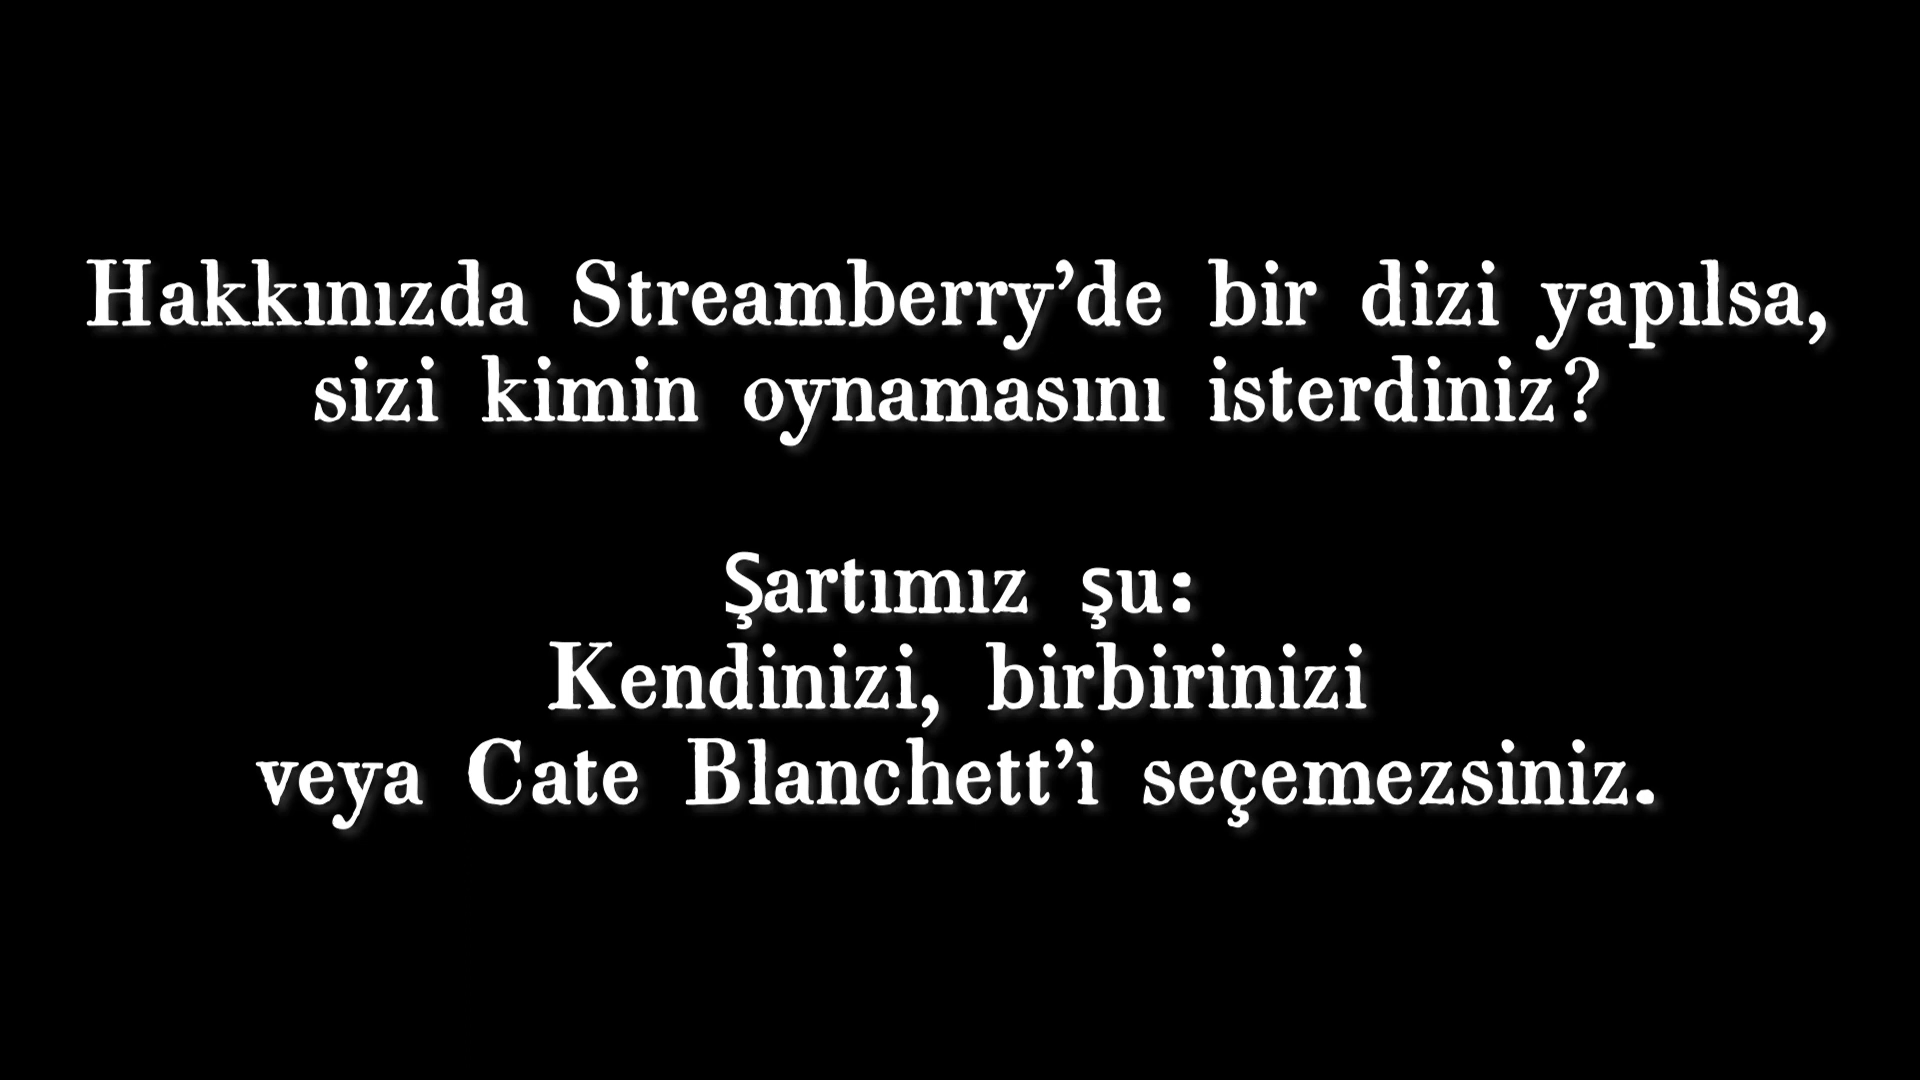 Hakkınızda Streamberry’de bir dizi yapılsa,
sizi kimin oynamasını isterdiniz?
Şartımız şu:
Kendinizi, birbirinizi
veya Cate Blanchett’i seçemezsiniz.